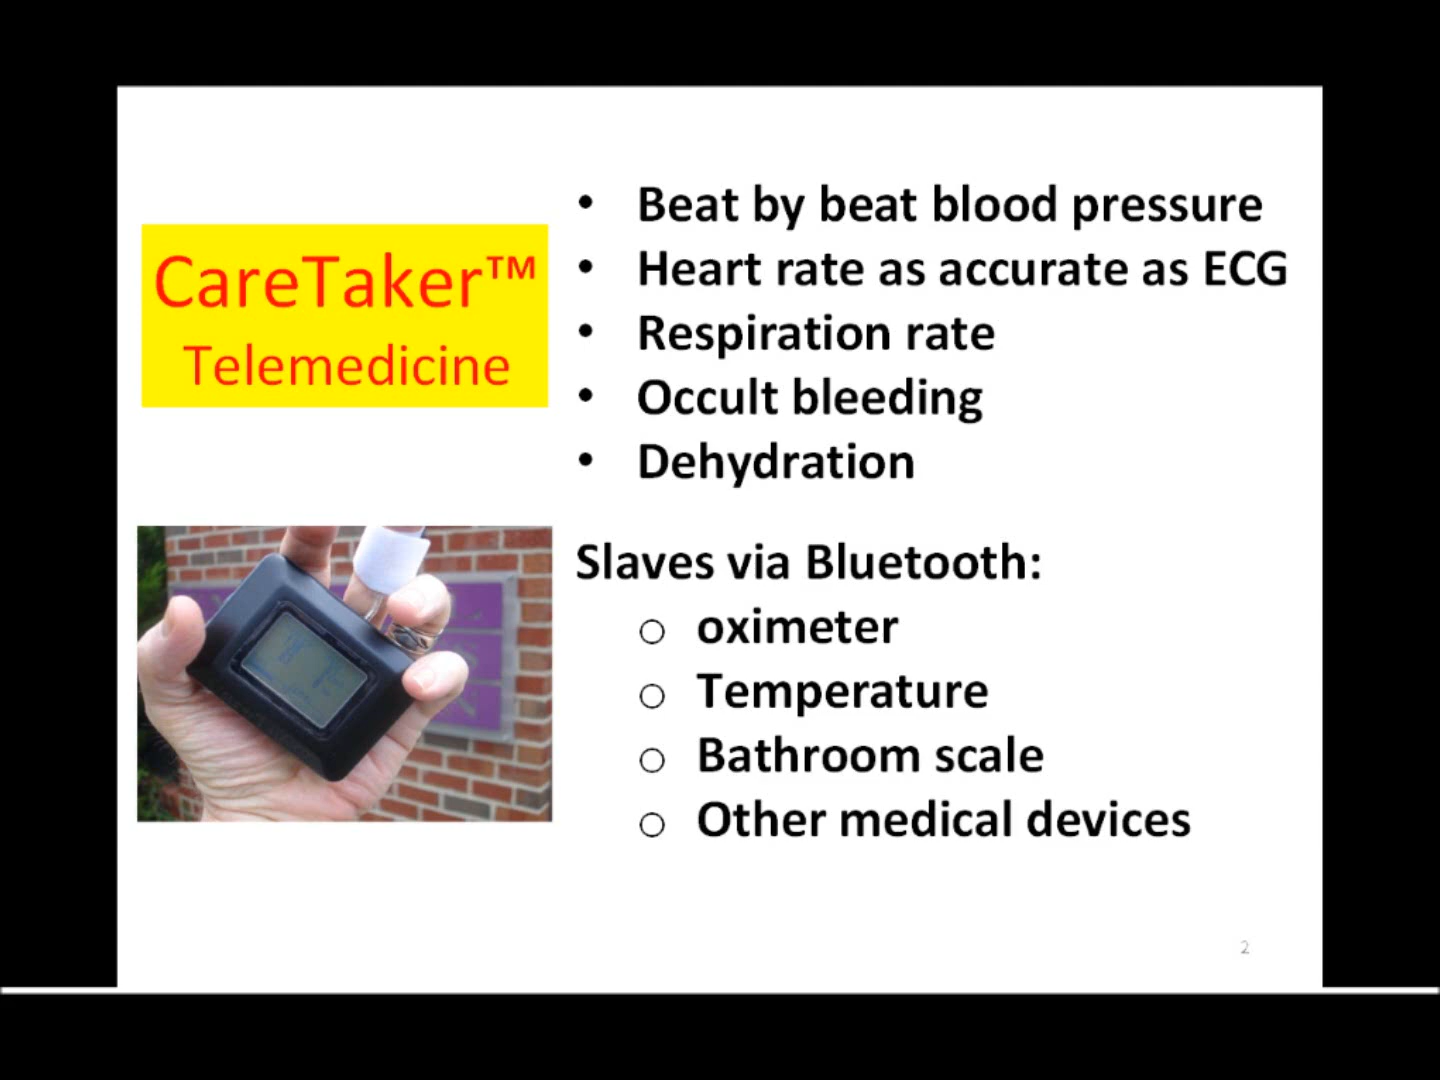 CareTaker™
Telemedicine
• Beat by beat blood pressure
• Heart rate as accurate as ECG
• Respiration rate
• Occult bleeding
• Dehydration
Slaves via Bluetooth:
○ oximeter
○ Temperature
○ Bathroom scale
○ Other medical devices
2